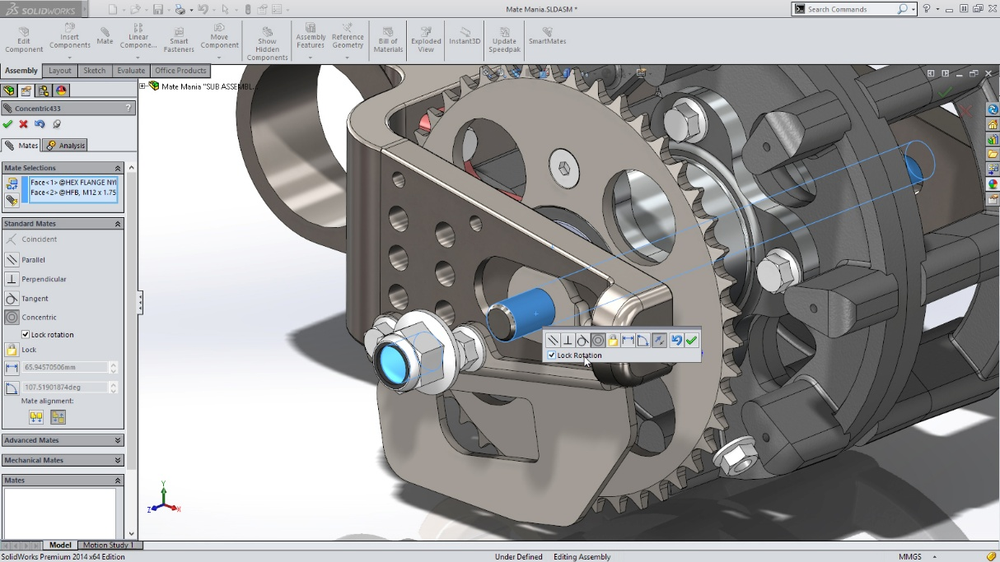 SOLIDWORKS
Mate Mania.SLDASM *
Search Commands
Edit Component
Insert Components
Mate
Linear Compone...
Smart Fasteners
Move Component
Show Hidden Components
Assembly Features
Reference Geometry
Bill of Materials
Exploded View
Instant3D
Update Speedpak
SmartMates
Assembly
Layout
Sketch
Evaluate
Office Products
Mate Mania "SUB ASSEMBL...
Concentric433
?
Mates
Analysis
Mate Selections
Face<1>@HEX FLANGE NY
Face<2>@HFB, M12 x 1.75
Standard Mates
Coincident
Parallel
Perpendicular
Tangent
Concentric
Lock rotation
Lock
65.94570506mm
107.51901874deg
Mate alignment:
Advanced Mates
Mechanical Mates
Mates
Lock Rotation
Y
Z
X
Model
Motion Study 1
SolidWorks Premium 2014 x64 Edition
Under Defined
Editing Assembly
MMGS